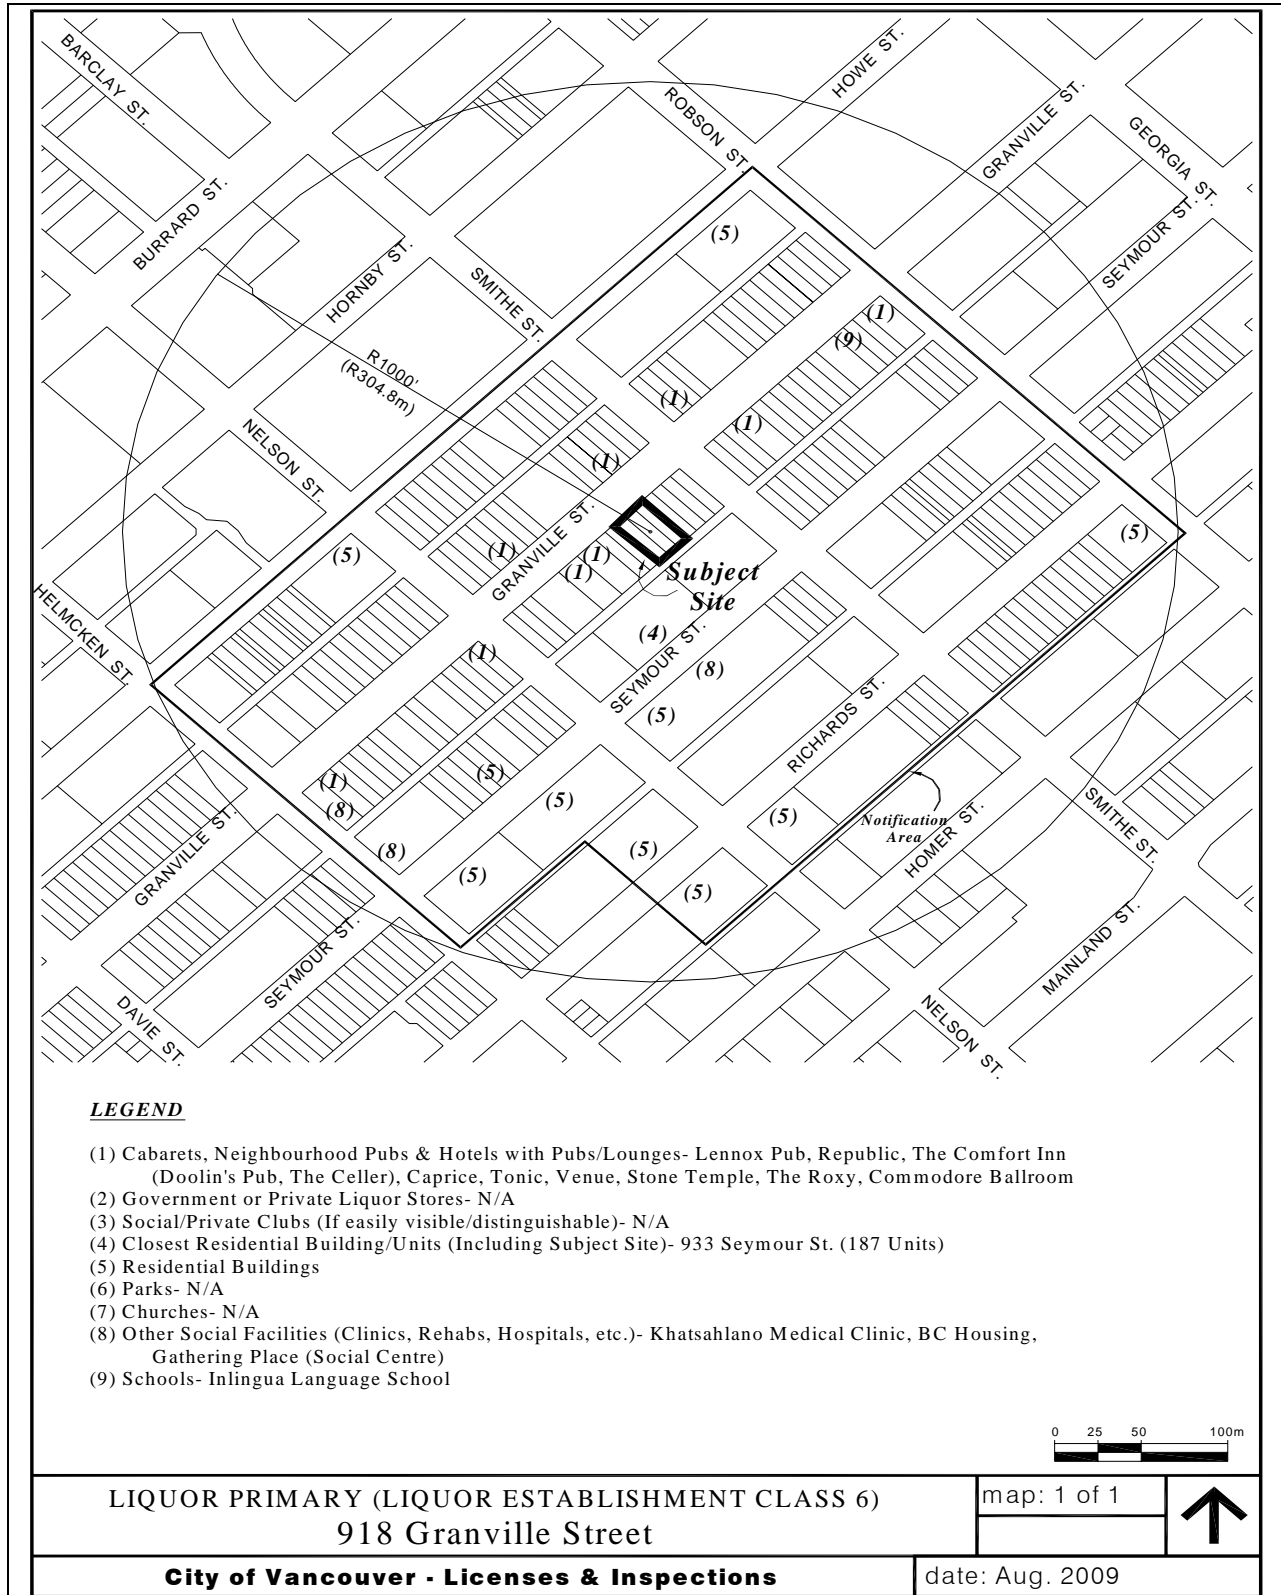 BARCLAY ST.
HOWE ST.
ROBSON ST.
GRANVILLE ST.
GEORGIA ST.
BURRARD ST.
SEYMOUR ST.
HORNBY ST.
(5)
SMITHE ST.
(1)
(9)
R1000'
(R304.8m)
(1)
(1)
NELSON ST.
(1)
GRANVILLE ST.
(5)
(5)
(1)
(1)
(1)
Subject
Site
HELMCKEN ST.
(4)
(1)
SEYMOUR ST.
(8)
(5)
RICHARDS ST.
(1)
(5)
(8)
(5)
(5)
Notification
Area
SMITHE ST.
GRANVILLE ST.
HOMER ST.
(8)
(5)
(5)
(5)
SEYMOUR ST.
MAINLAND ST.
DAVIE ST.
NELSON ST.
LEGEND
(1) Cabarets, Neighbourhood Pubs & Hotels with Pubs/Lounges- Lennox Pub, Republic, The Comfort Inn
(Doolin's Pub, The Celler), Caprice, Tonic, Venue, Stone Temple, The Roxy, Commodore Ballroom
(2) Government or Private Liquor Stores- N/A
(3) Social/Private Clubs (If easily visible/distinguishable)- N/A
(4) Closest Residential Building/Units (Including Subject Site)- 933 Seymour St. (187 Units)
(5) Residential Buildings
(6) Parks- N/A
(7) Churches- N/A
(8) Other Social Facilities (Clinics, Rehabs, Hospitals, etc.)- Khatsahlano Medical Clinic, BC Housing,
Gathering Place (Social Centre)
(9) Schools- Inlingua Language School
0 25 50 100m
LIQUOR PRIMARY (LIQUOR ESTABLISHMENT CLASS 6)
918 Granville Street
map: 1 of 1
City of Vancouver - Licenses & Inspections
date: Aug. 2009